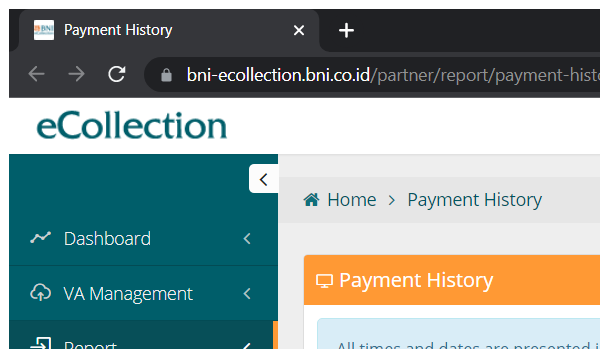 BNI
Payment History
bni-ecollection.bni.co.id/partner/report/payment-hist
eCollection
Home > Payment History
Dashboard
VA Management
Payment History
Report
All times and dates are presented i